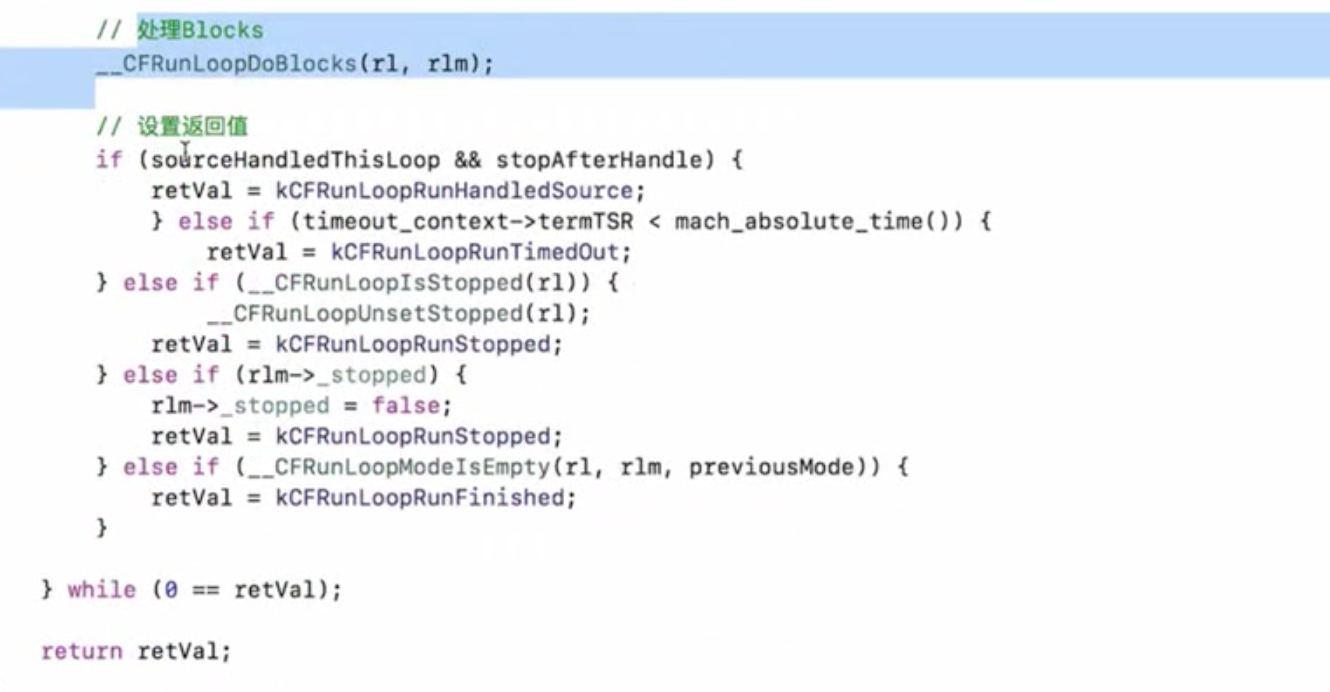 // 处理Blocks
__CFRunLoopDoBlocks(rl, rlm);
// 设置返回值
if (sourceHandledThisLoop && stopAfterHandle) {
retVal = kCFRunLoopRunHandledSource;
} else if (timeout_context->termTSR < mach_absolute_time()) {
retVal = kCFRunLoopRunTimedOut;
} else if (__CFRunLoopIsStopped(rl)) {
__CFRunLoopUnsetStopped(rl);
retVal = kCFRunLoopRunStopped;
} else if (rlm->_stopped) {
rlm->_stopped = false;
retVal = kCFRunLoopRunStopped;
} else if (__CFRunLoopModeIsEmpty(rl, rlm, previousMode)) {
retVal = kCFRunLoopRunFinished;
}
} while (0 == retVal);
return retVal;